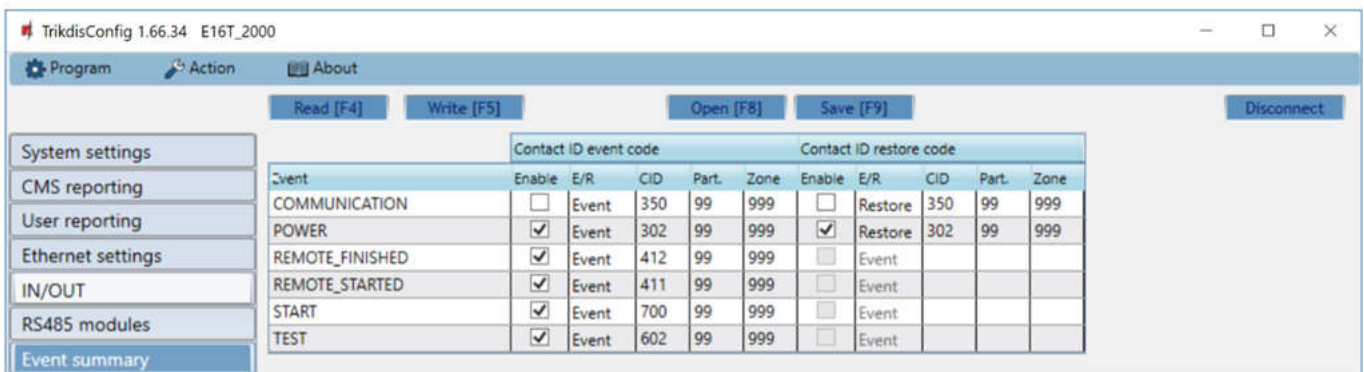 TrikdisConfig 1.66.34 E16T_2000
Program Action About
Read [F4] Write [F5] Open [F8] Save [F9] Disconnect
System settings
CMS reporting
User reporting
Ethernet settings
IN/OUT
RS485 modules
Event summary
Contact ID event code Contact ID restore code
Event Enable E/R CID Part. Zone Enable E/R CID Part. Zone
COMMUNICATION Event 350 99 999 Restore 350 99 999
POWER Event 302 99 999 Restore 302 99 999
REMOTE_FINISHED Event 412 99 999 Event
REMOTE_STARTED Event 411 99 999 Event
START Event 700 99 999 Event
TEST Event 602 99 999 Event